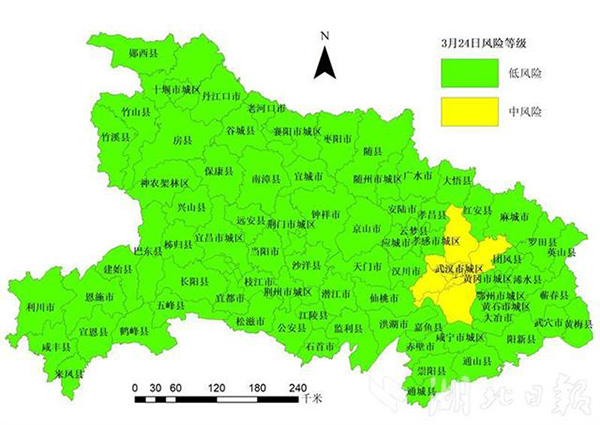 N
3月24日风险等级
低风险
中风险
郧西县
十堰市城区
丹江口市
老河口市
竹山县
竹溪县
房县
谷城县
襄阳市城区
枣阳市
随县
保康县
南漳县
宜城市
随州市城区
广水市
大悟县
神农架林区
兴山县
钟祥市
安陆市
孝昌县
红安县
麻城市
远安县
荆门市城区
京山市
云梦县
应城市
孝感市城区
罗田县
英山县
巴东县
秭归县
宜昌市城区
当阳市
建始县
沙洋县
天门市
汉川市
武汉市城区
团风县
黄冈市城区
浠水县
利川市
恩施市
长阳县
宜都市
枝江市
荆州市城区
潜江市
仙桃市
鄂州市城区
蕲春县
黄石市城区
五峰县
松滋市
公安县
江陵县
监利县
洪湖市
嘉鱼县
大冶市
武穴市
黄梅县
宣恩县
鹤峰县
咸丰县
来凤县
石首市
赤壁市
咸宁市城区
阳新县
崇阳县
通山县
通城县
0 30 60 120 180 240
千米
湖北日报